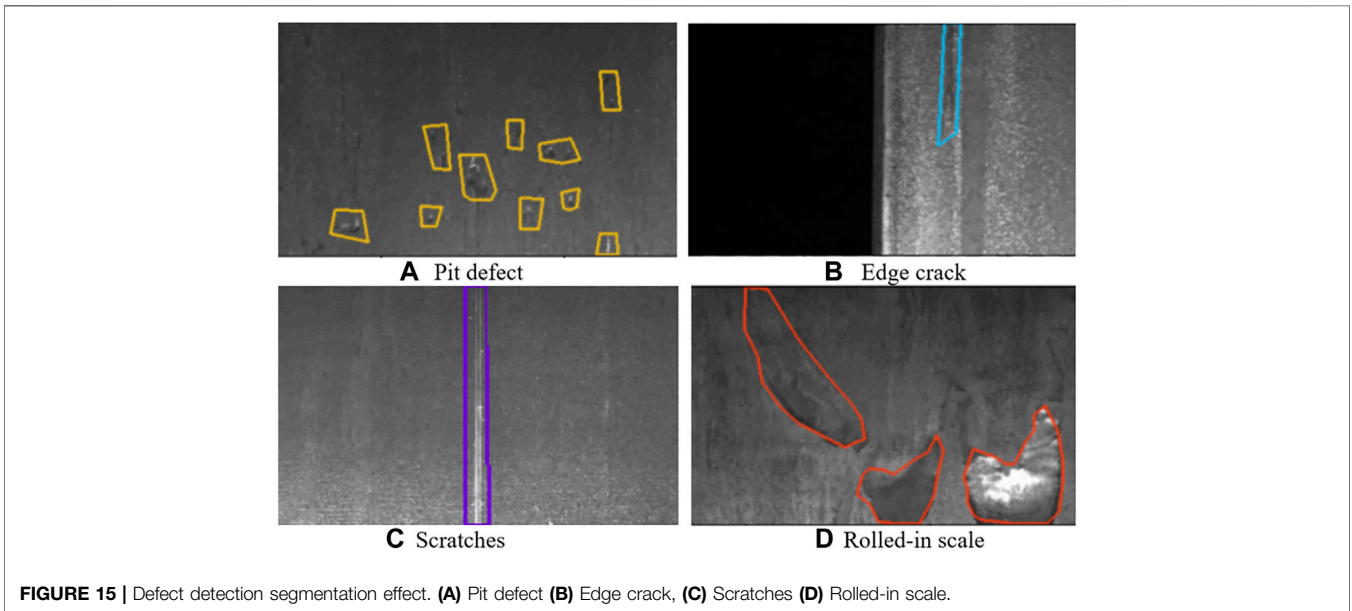 A Pit defect
B Edge crack
C Scratches
D Rolled-in scale
FIGURE 15 | Defect detection segmentation effect. (A) Pit defect (B) Edge crack, (C) Scratches (D) Rolled-in scale.